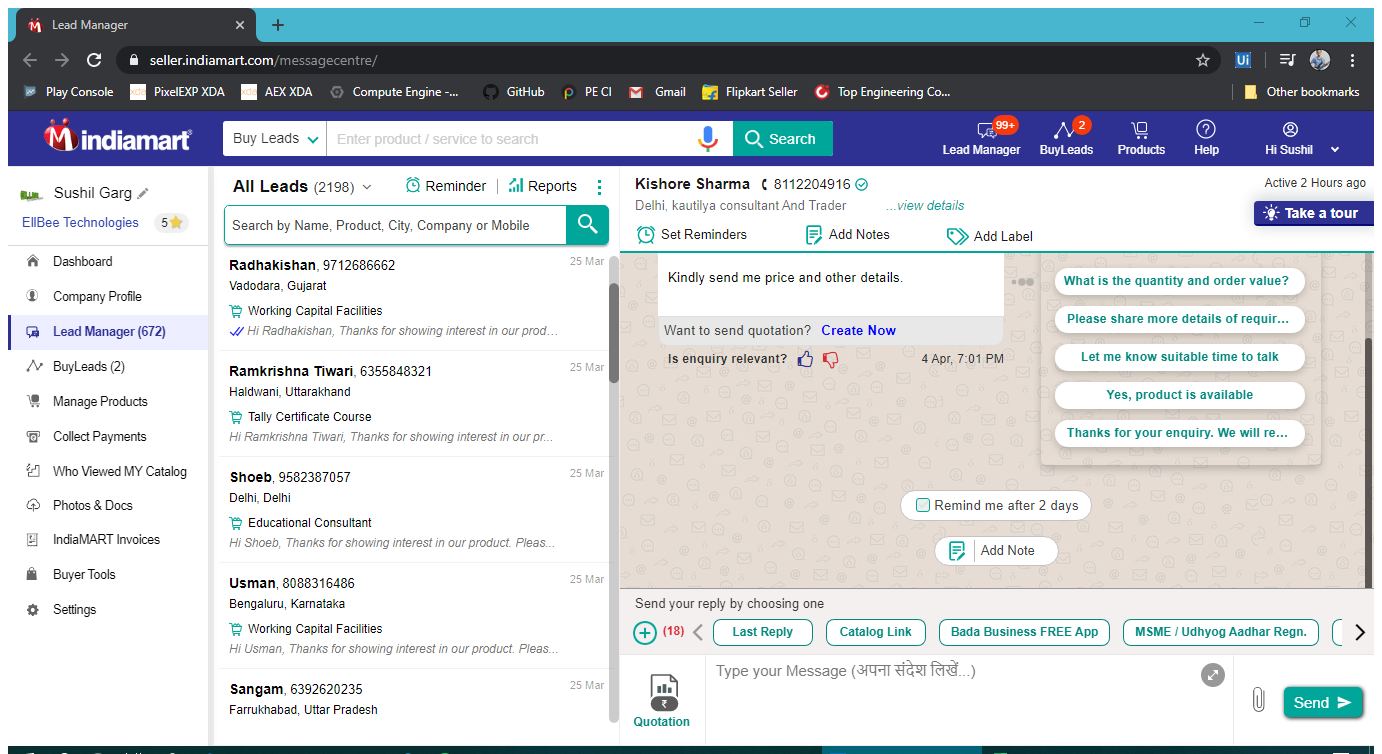 Lead Manager
seller.indiamart.com/messagecentre/
Play Console
PixelEXP XDA
AEX XDA
Compute Engine -...
GitHub
PE CI
Gmail
Flipkart Seller
Top Engineering Co...
Other bookmarks
indiamart
Buy Leads
Enter product / service to search
Search
99+
Lead Manager
2
BuyLeads
Products
Help
Hi Sushil
Sushil Garg
EllBee Technologies
5
Dashboard
Company Profile
Lead Manager (672)
BuyLeads (2)
Manage Products
Collect Payments
Who Viewed MY Catalog
Photos & Docs
IndiaMART Invoices
Buyer Tools
Settings
All Leads (2198)
Reminder
Reports
Search by Name, Product, City, Company or Mobile
Radhakishan, 9712686662
25 Mar
Vadodara, Gujarat
Working Capital Facilities
Hi Radhakishan, Thanks for showing interest in our prod...
Ramkrishna Tiwari, 6355848321
25 Mar
Haldwani, Uttarakhand
Tally Certificate Course
Hi Ramkrishna Tiwari, Thanks for showing interest in our pr...
Shoeb, 9582387057
25 Mar
Delhi, Delhi
Educational Consultant
Hi Shoeb, Thanks for showing interest in our product. Pleas...
Usman, 8088316486
25 Mar
Bengaluru, Karnataka
Working Capital Facilities
Hi Usman, Thanks for showing interest in our product. Pleas...
Sangam, 6392620235
25 Mar
Farrukhabad, Uttar Pradesh
Kishore Sharma
8112204916
Active 2 Hours ago
Delhi, kautilya consultant And Trader
...view details
Take a tour
Set Reminders
Add Notes
Add Label
Kindly send me price and other details.
Want to send quotation? Create Now
Is enquiry relevant?
4 Apr, 7:01 PM
What is the quantity and order value?
Please share more details of requir...
Let me know suitable time to talk
Yes, product is available
Thanks for your enquiry. We will re...
Remind me after 2 days
Add Note
Send your reply by choosing one
(18)
Last Reply
Catalog Link
Bada Business FREE App
MSME / Udhyog Aadhar Regn.
Quotation
Type your Message (अपना संदेश लिखें...)
Send